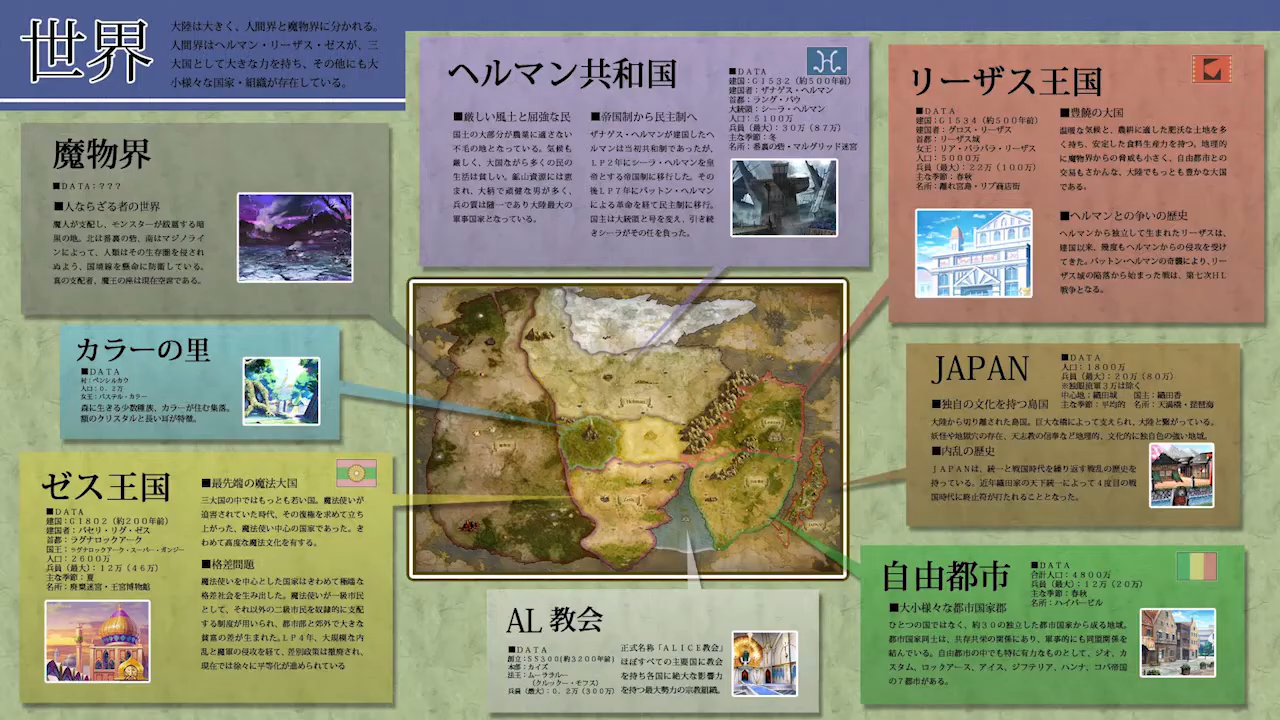 世界
大陸は大きく、人間界と魔物界に分かれる。
人間界はヘルマン・リーザス・ゼスが、三
大国として大きな力を持ち、その他にも大
小様々な国家・組織が存在している。
魔物界
■DATA:???
■人ならざる者の世界
魔人が支配し、モンスターが跋扈する暗
黒の地。北は番裏の砦、南はマジノライ
ンによって、人類はその生存圏を侵され
ぬよう、国境線を懸命に防衛している。
真の支配者、魔王の座は現在空席である。
カラーの里
■DATA
村:ペンシルカウ
人口:0.2万
女王:パステル・カラー
森に生きる少数種族、カラーが住む集落。
額のクリスタルと長い耳が特徴。
ゼス王国
■DATA
建国:GI802(約200年前)
建国者:パセリ・リグ・ゼス
首都:ラグナロックアーク
国王:ラグナロックアーク・スーパー・ガンジー
人口:2600万
兵員(最大):12万(46万)
主な季節:夏
名所:廃棄迷宮・王宮博物館
■最先端の魔法大国
三大国の中ではもっとも若い国。魔法使いが
迫害されていた時代、その復権を求めて立ち
上がった、魔法使い中心の国家であった。き
わめて高度な魔法文化を有する。
■格差問題
魔法使いを中心とした国家はきわめて極端な
格差社会を生み出した。魔法使いが一級市民
として、それ以外の二級市民を奴隷的に支配
する制度が用いられ、都市部と郊外で大きな
貧富の差が生まれた。LP4年、大規模な内
乱と魔軍の侵攻を経て、差別政策は撤廃され、
現在では徐々に平等化が進められている
ヘルマン共和国
■厳しい風土と屈強な民
国土の大部分が農業に適さない
不毛の地となっている。気候も
厳しく、大国ながら多くの民の
生活は貧しい。鉱山資源には恵
まれ、大柄で頑健な男が多く、
兵の質は随一であり大陸最大の
軍事国家となっている。
■帝国制から民主制へ
ザナゲス・ヘルマンが建国したヘ
ルマンは当初共和制であったが、
LP2年にシーラ・ヘルマンを皇
帝とする帝国制に移行した。その
後LP7年にパットン・ヘルマン
による革命を経て民主制に移行。
国主は大統領と号を変え、引き続
きシーラがその任を負った。
■DATA
建国:GI532(約500年前)
建国者:ザナゲス・ヘルマン
首都:ラング・バウ
大統領:シーラ・ヘルマン
人口:5100万
兵員(最大):30万(87万)
主な季節:冬
名所:番裏の砦・マルグリッド迷宮
リーザス王国
■DATA
建国:GI534(約500年前)
建国者:グロス・リーザス
首都:リーザス城
女王:リア・パラパラ・リーザス
人口:5000万
兵員(最大):22万(100万)
主な季節:春秋
名所:離れ宮島・リプ商店街
■豊饒の大国
温暖な気候と、農耕に適した肥沃な土地を多
く持ち、安定した食料生産力を持つ。地理的
に魔物界からの脅威も小さく、自由都市との
交易もさかんな、大陸でもっとも豊かな大国
である。
■ヘルマンとの争いの歴史
ヘルマンから独立して生まれたリーザスは、
建国以来、幾度もヘルマンからの侵攻を受け
てきた。パットン・ヘルマンの奇襲により、リー
ザス城の陥落から始まった戦は、第七次HL
戦争となる。
JAPAN
■DATA
人口:1800万
兵員(最大):20万(80万)
※独眼流軍3万は除く
中心地:織田城 国主:織田香
主な季節:平均的 名所:天満橋・琵琶海
■独自の文化を持つ島国
大陸から切り離された島国。巨大な橋によって支えられ、大陸と繋がっている。
妖怪や地獄穴の存在、天志教の信奉など地理的、文化的に独自色の強い地域。
■内乱の歴史
JAPANは、統一と戦国時代を繰り返す戦乱の歴史を
持っている。近年織田家の天下統一によって4度目の戦
国時代に終止符が打たれることとなった。
自由都市
■DATA
合計人口:4800万
兵員(最大):12万(20万)
主な季節:春秋
名所:ハイパービル
■大小様々な都市国家郡
ひとつの国ではなく、約30の独立した都市国家から成る地域。
都市国家同士は、共存共栄の関係にあり、軍事的にも同盟関係を
結んでいる。自由都市の中でも特に有力なものとして、ジオ、カ
スタム、ロックアース、アイス、ジフテリア、ハンナ、コパ帝国
の7都市がある。
AL教会
■DATA
創立:SS300(約3200年前)
本部:カイズ
法王:ムーララルー
(クルックー・モフス)
兵員(最大):0.2万(300万)
正式名称「ALICE教会」
ほぼすべての主要国に教会
を持ち各国に絶大な影響力
を持つ最大勢力の宗教組織。